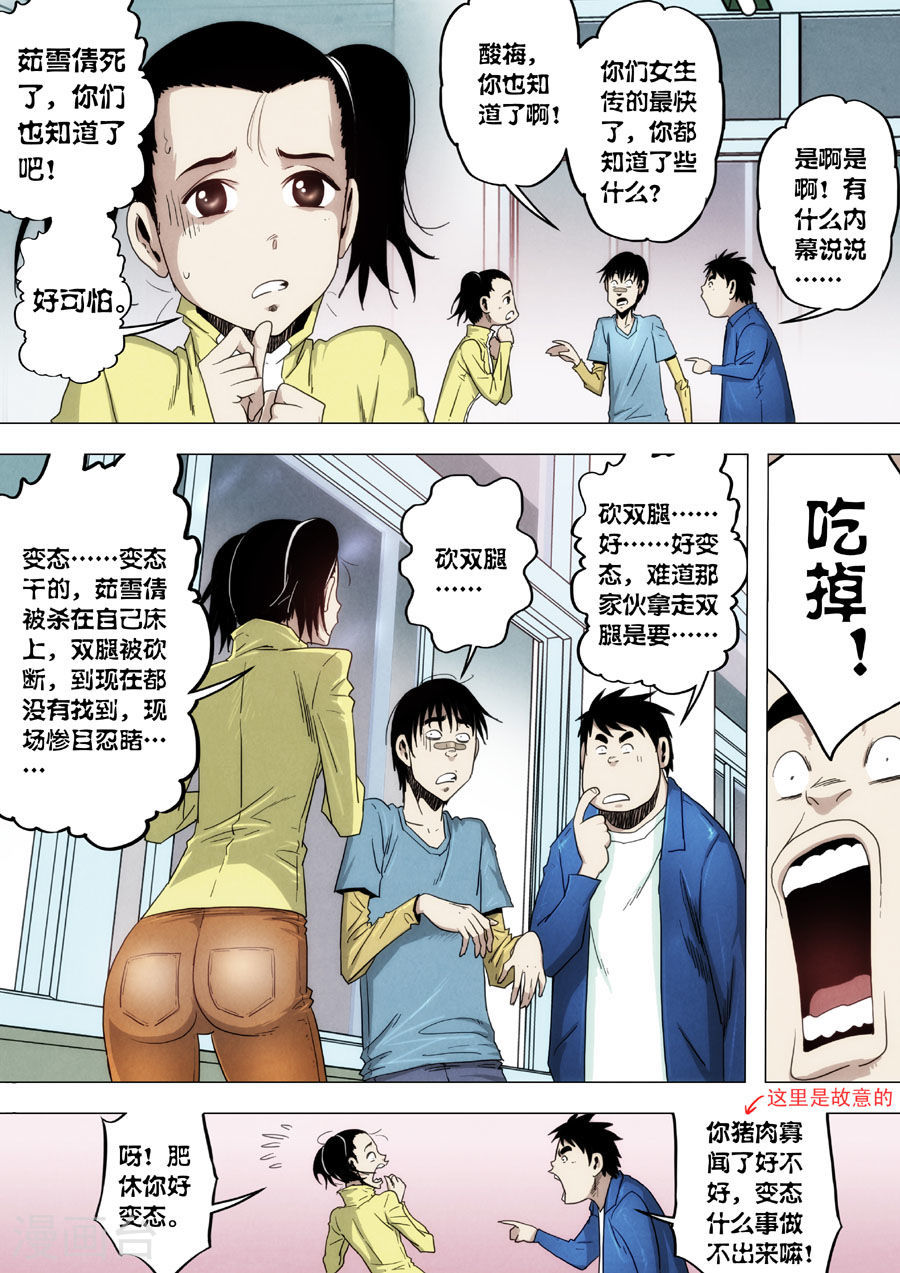 茹雪倩死
了，你们
也知道了
吧！
好可怕。
酸梅，
你也知
道了啊！
你们女生
传的最快
了，你都
知道了些
什么？
是啊是
啊！有
什么内
幕说说
……
变态……变态
干的，茹雪倩
被杀在自己床
上，双腿被砍
断，到现在都
没有找到，现
场惨目忍睹…
…
砍双腿
……
砍双腿……
好……好变
态，难道那
家伙拿走双
腿是要……
吃掉！
呀！肥
休你好
变态。
这里是故意的
你猪肉寡
闻了好不
好，变态
什么事做
不出来嘛！
漫画台